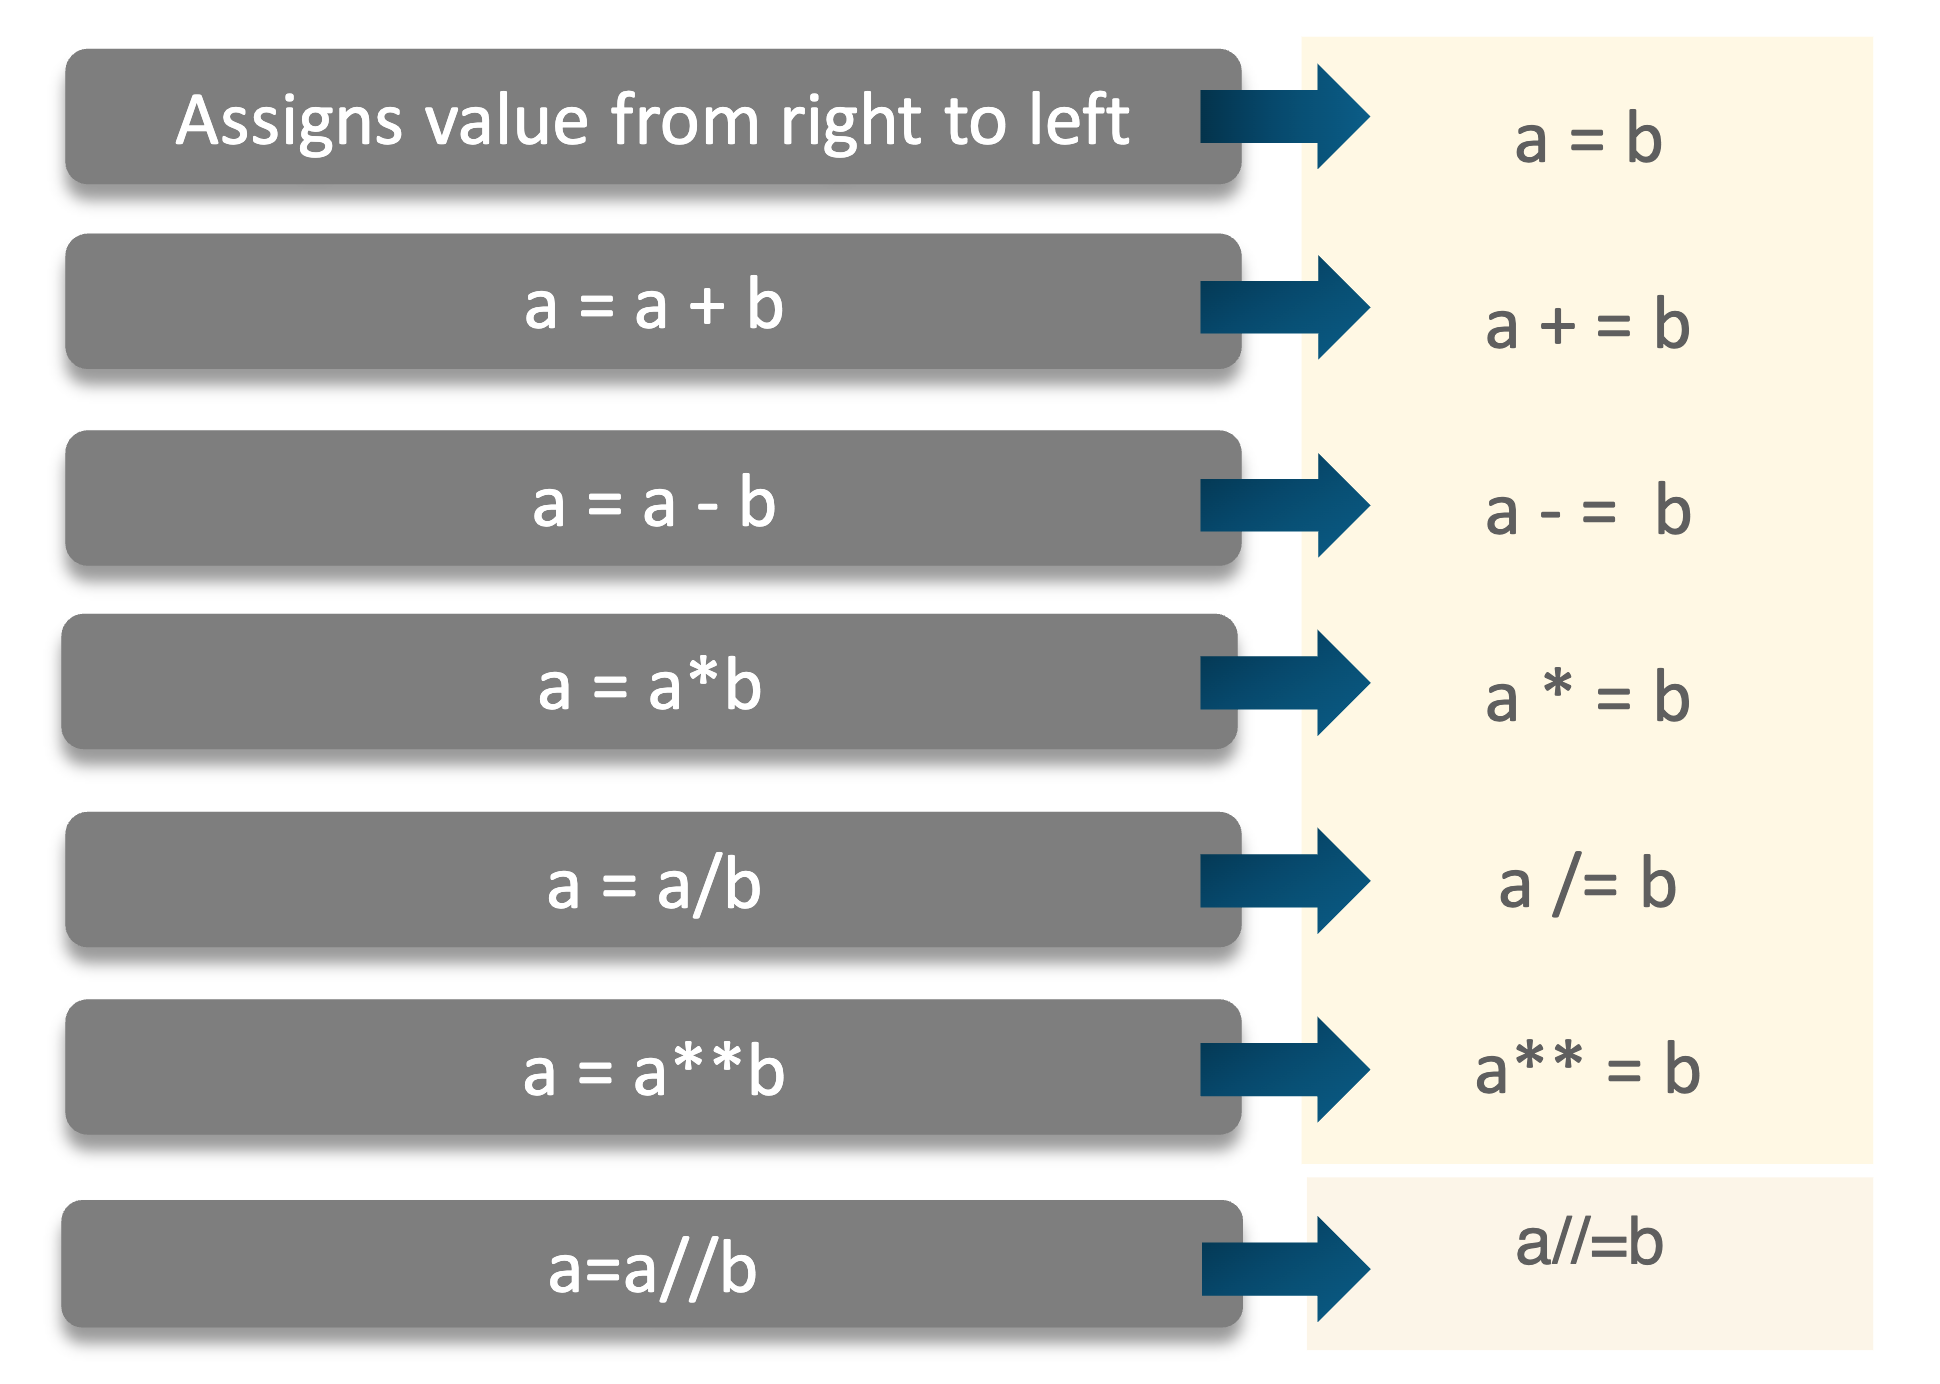 Assigns value from right to left
a = b
a = a + b
a + = b
a = a - b
a - =  b
a = a*b
a * = b
a = a/b
a /= b
a = a**b
a** = b
a=a//b
a//=b